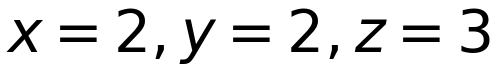 x = 2, y = 2, z = 3